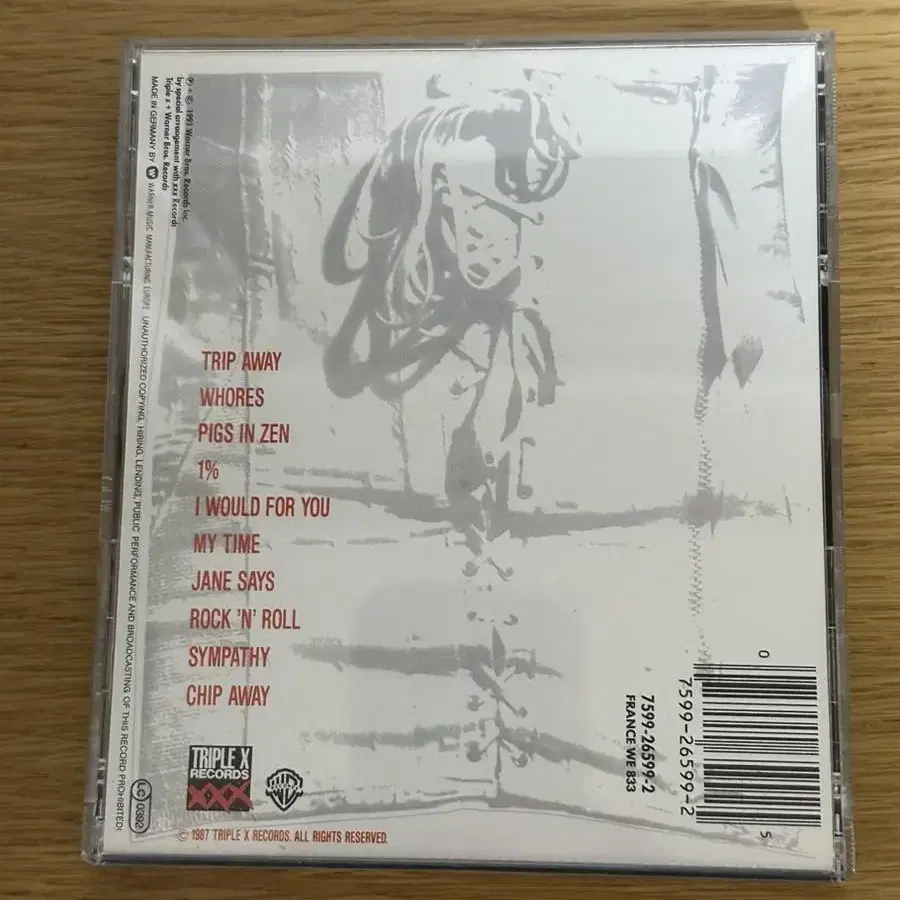 ℗ + © 1991 Warner Bros. Records Inc.
by special arrangement with xxx Records
Triple x + Warner Bros. Records
MADE IN GERMANY BY WARNER MUSIC MANUFACTURING EUROPE UNAUTHORIZED COPYING, HIRING, LENDING, PUBLIC PERFORMANCE AND BROADCASTING OF THIS RECORD PROHIBITED!
LC 0392
TRIP AWAY
WHORES
PIGS IN ZEN
1%
I WOULD FOR YOU
MY TIME
JANE SAYS
ROCK 'N' ROLL
SYMPATHY
CHIP AWAY
TRIPLE X
RECORDS
XXX
© 1987 TRIPLE X RECORDS. ALL RIGHTS RESERVED.
7599-26599-2
FRANCE WE 833
0
7599-26599-2
5